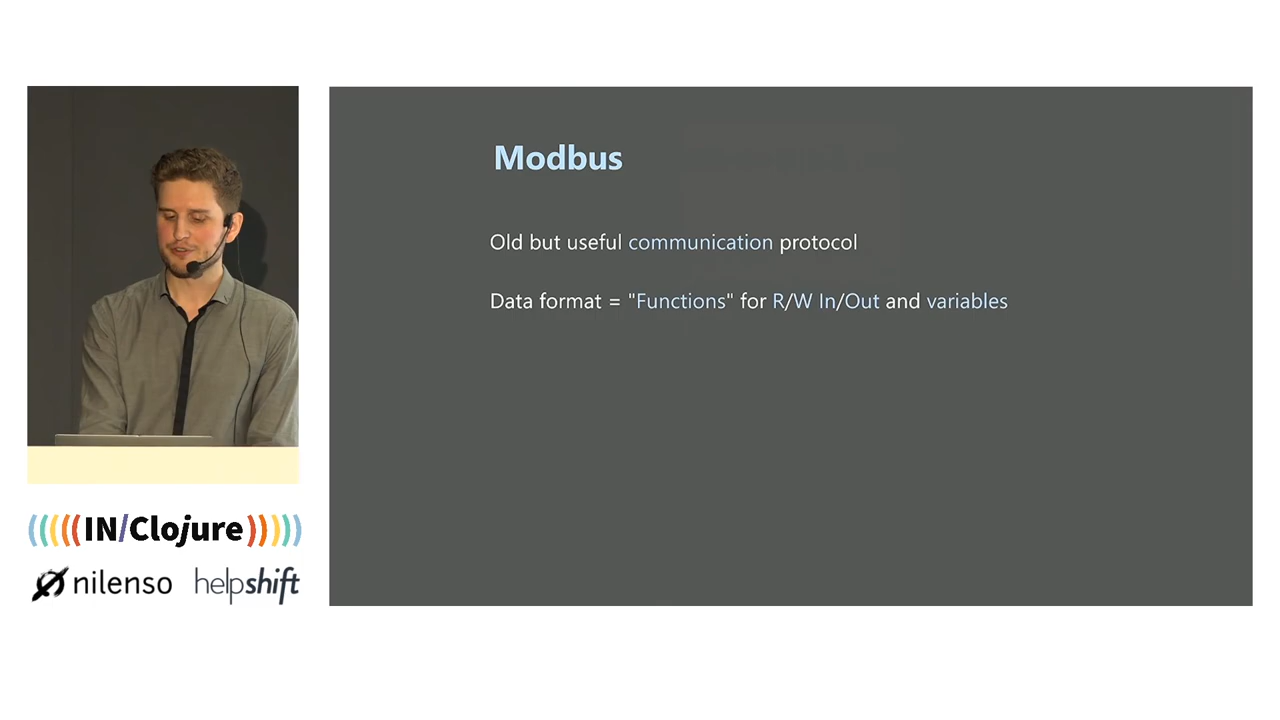 Modbus
Old but useful communication protocol
Data format = "Functions" for R/W In/Out and variables
(((((IN/Clojure)))))
nilenso helpshift